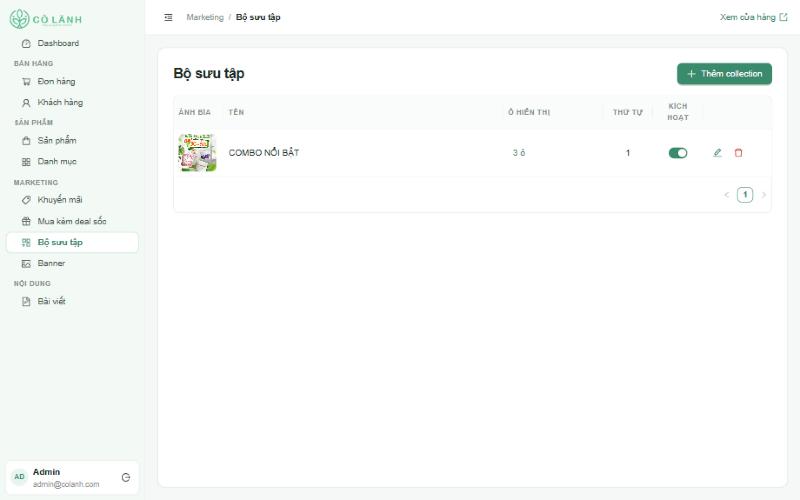 CỎ LÀNH
Marketing / Bộ sưu tập
Xem cửa hàng
Dashboard
BÁN HÀNG
Đơn hàng
Khách hàng
SẢN PHẨM
Sản phẩm
Danh mục
MARKETING
Khuyến mãi
Mua kèm deal sốc
Bộ sưu tập
Banner
NỘI DUNG
Bài viết
AD
Admin
admin@colanh.com
Bộ sưu tập
+ Thêm collection
ẢNH BÌA
TÊN
Ô HIỂN THỊ
THỨ TỰ
KÍCH
HOẠT
COMBO NỔI BẬT
3 ô
1
< 1 >